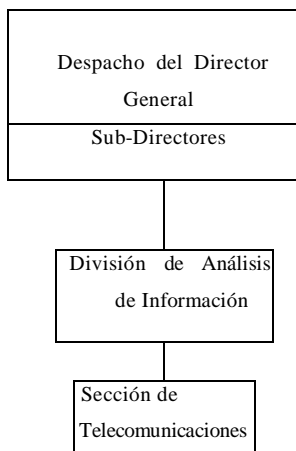 Despacho del Director
General
Sub-Directores
División de Análisis
de Información
Sección de
Telecomunicaciones